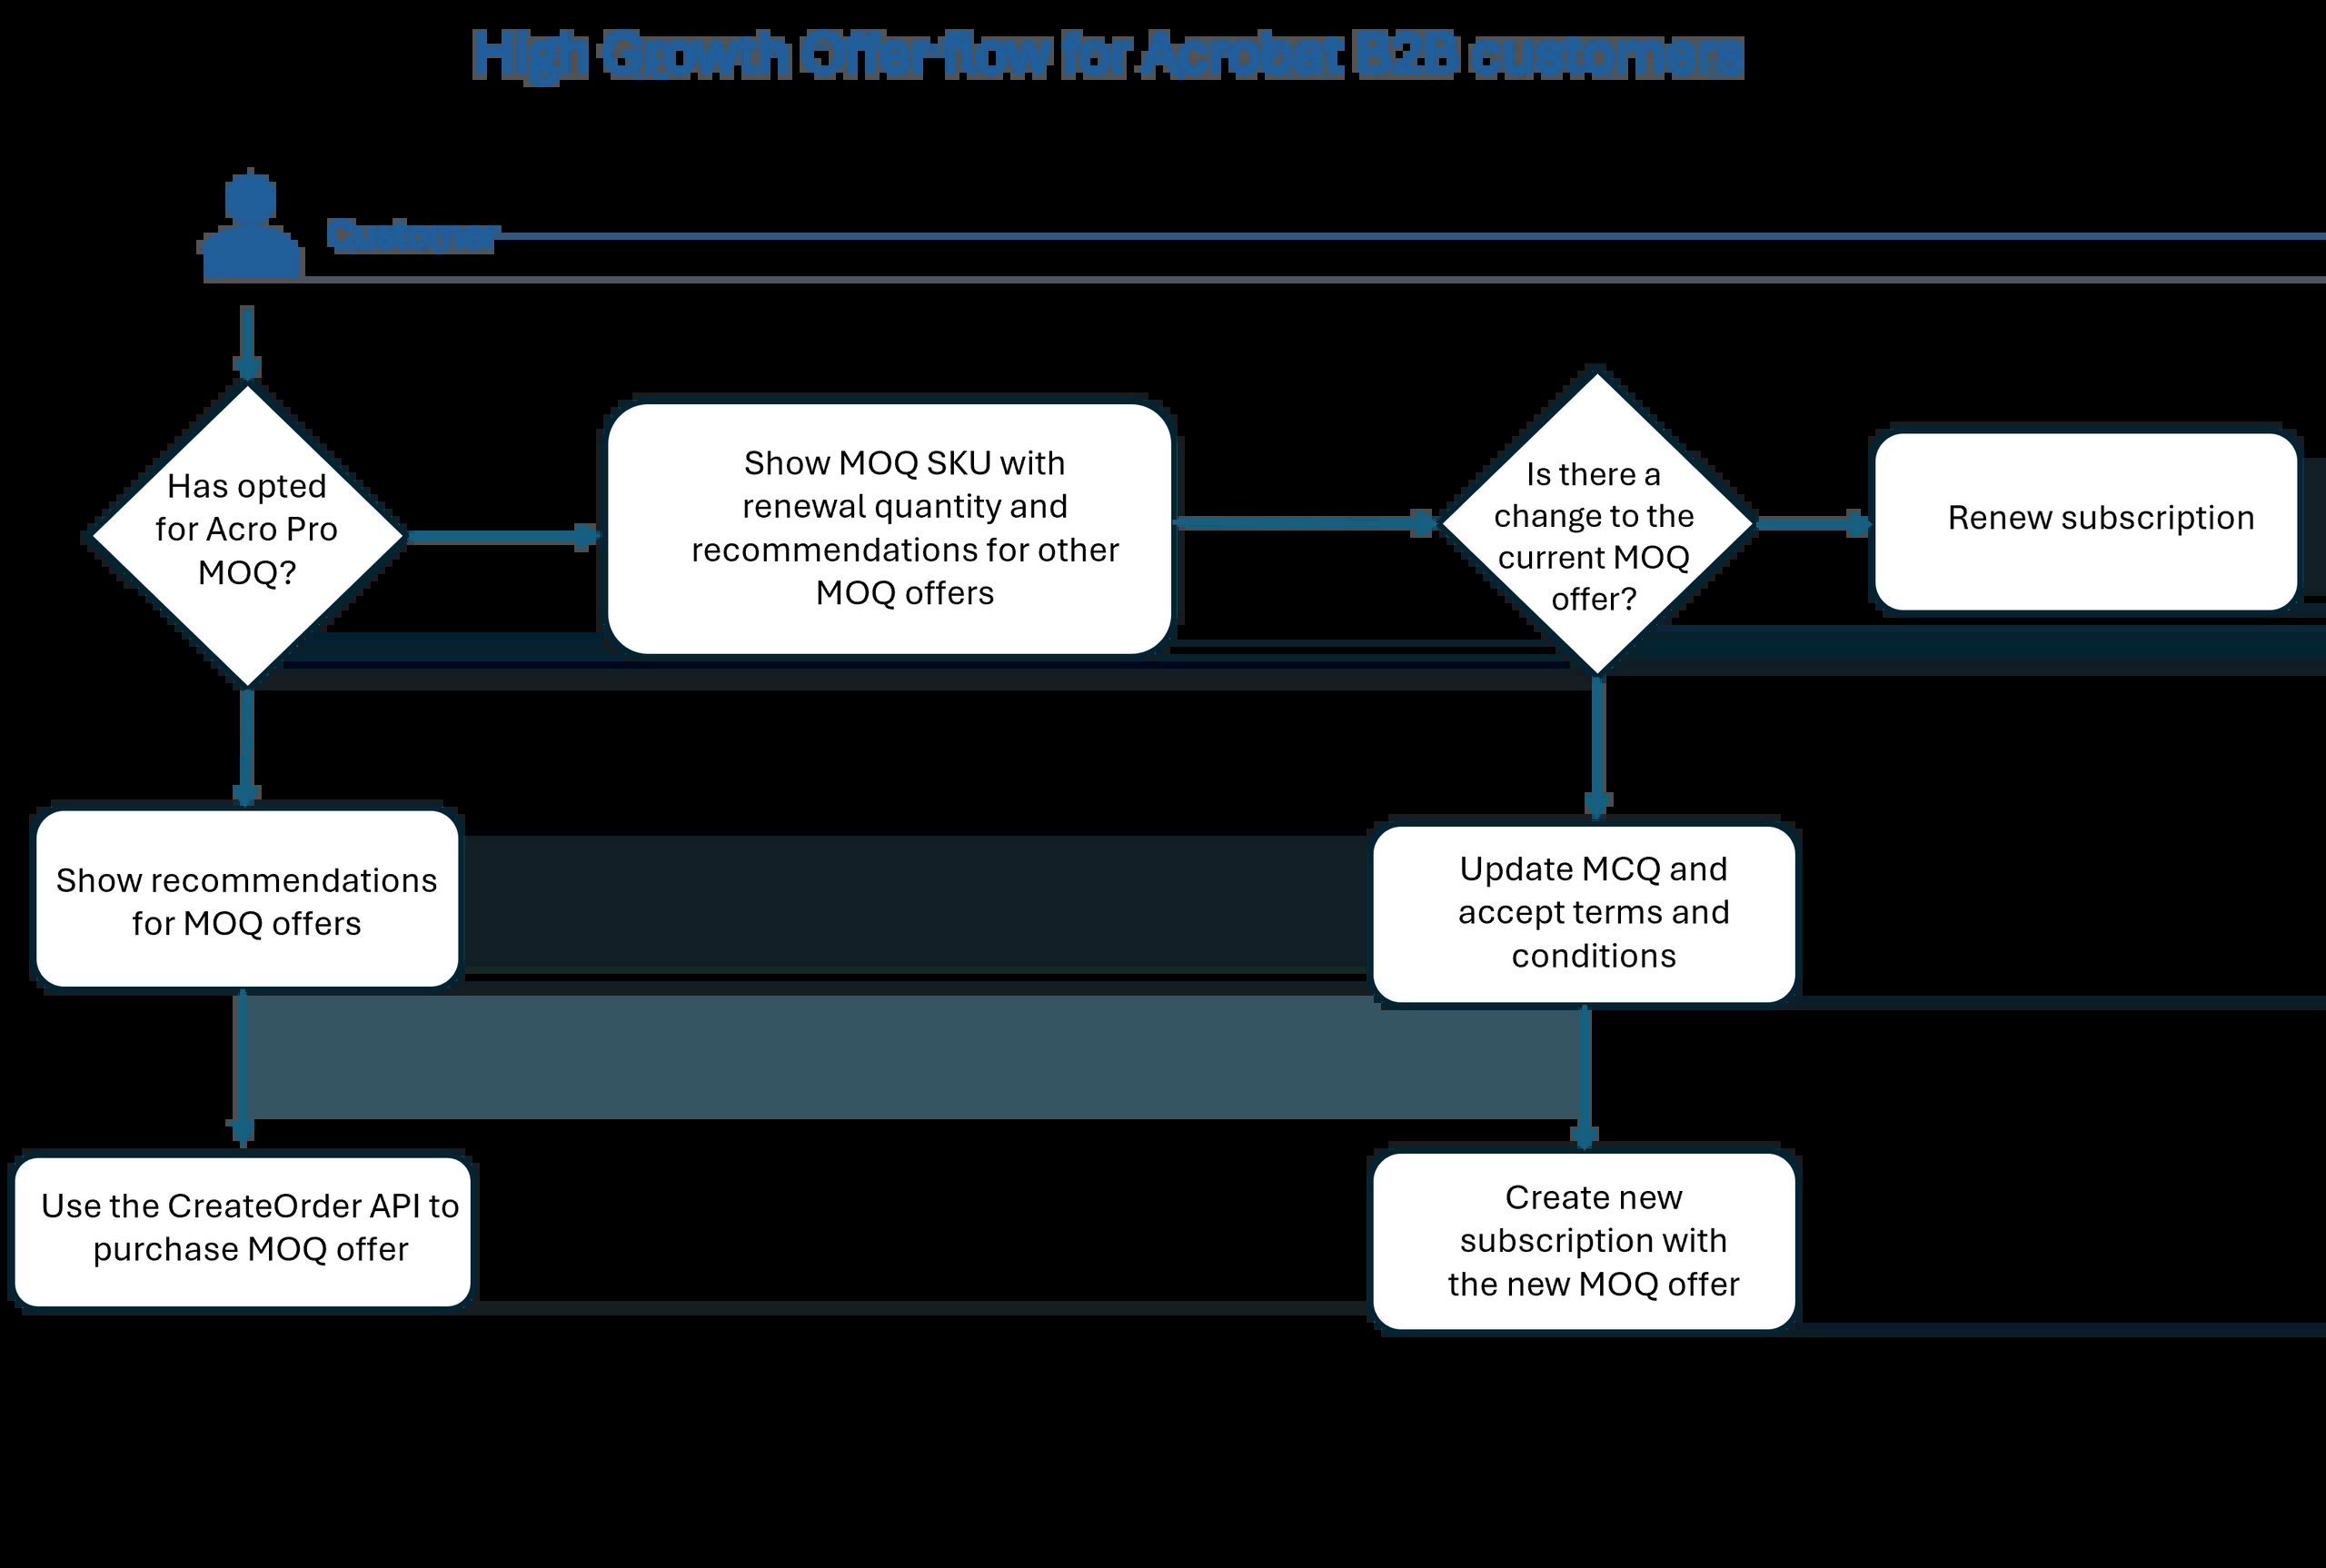 High Growth Offer-flow for Acrobat B2B customers
Customer
Has opted
for Acro Pro
MOQ?
Show MOQ SKU with
renewal quantity and
recommendations for other
MOQ offers
Is there a
change to the
current MOQ
offer?
Renew subscription
Show recommendations
for MOQ offers
Update MCQ and
accept terms and
conditions
Use the CreateOrder API to
purchase MOQ offer
Create new
subscription with
the new MOQ offer